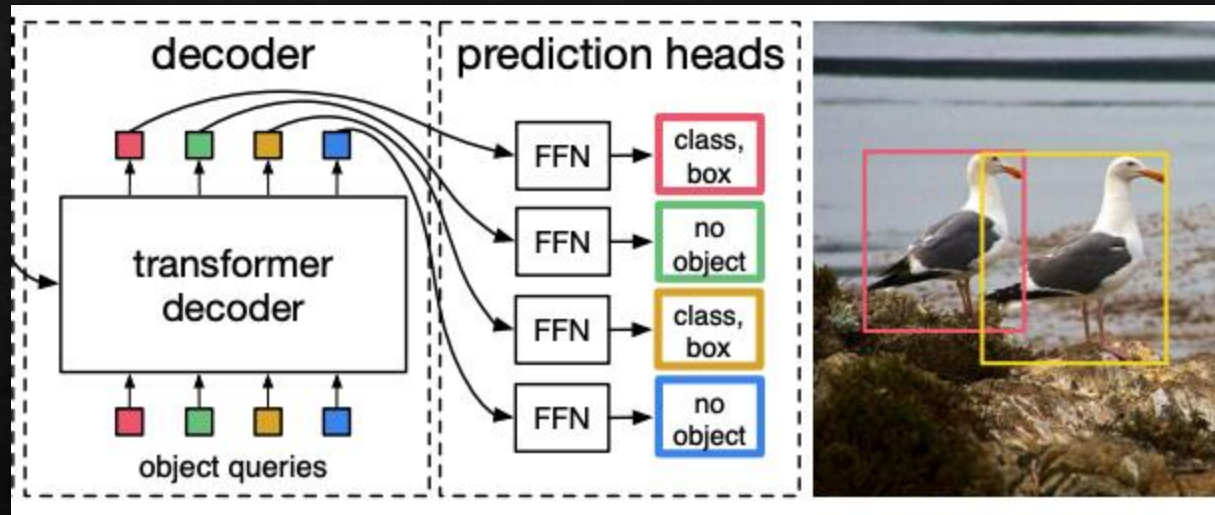 decoder
transformer
decoder
object queries
prediction heads
FFN
class,
box
FFN
no
object
FFN
class,
box
FFN
no
object